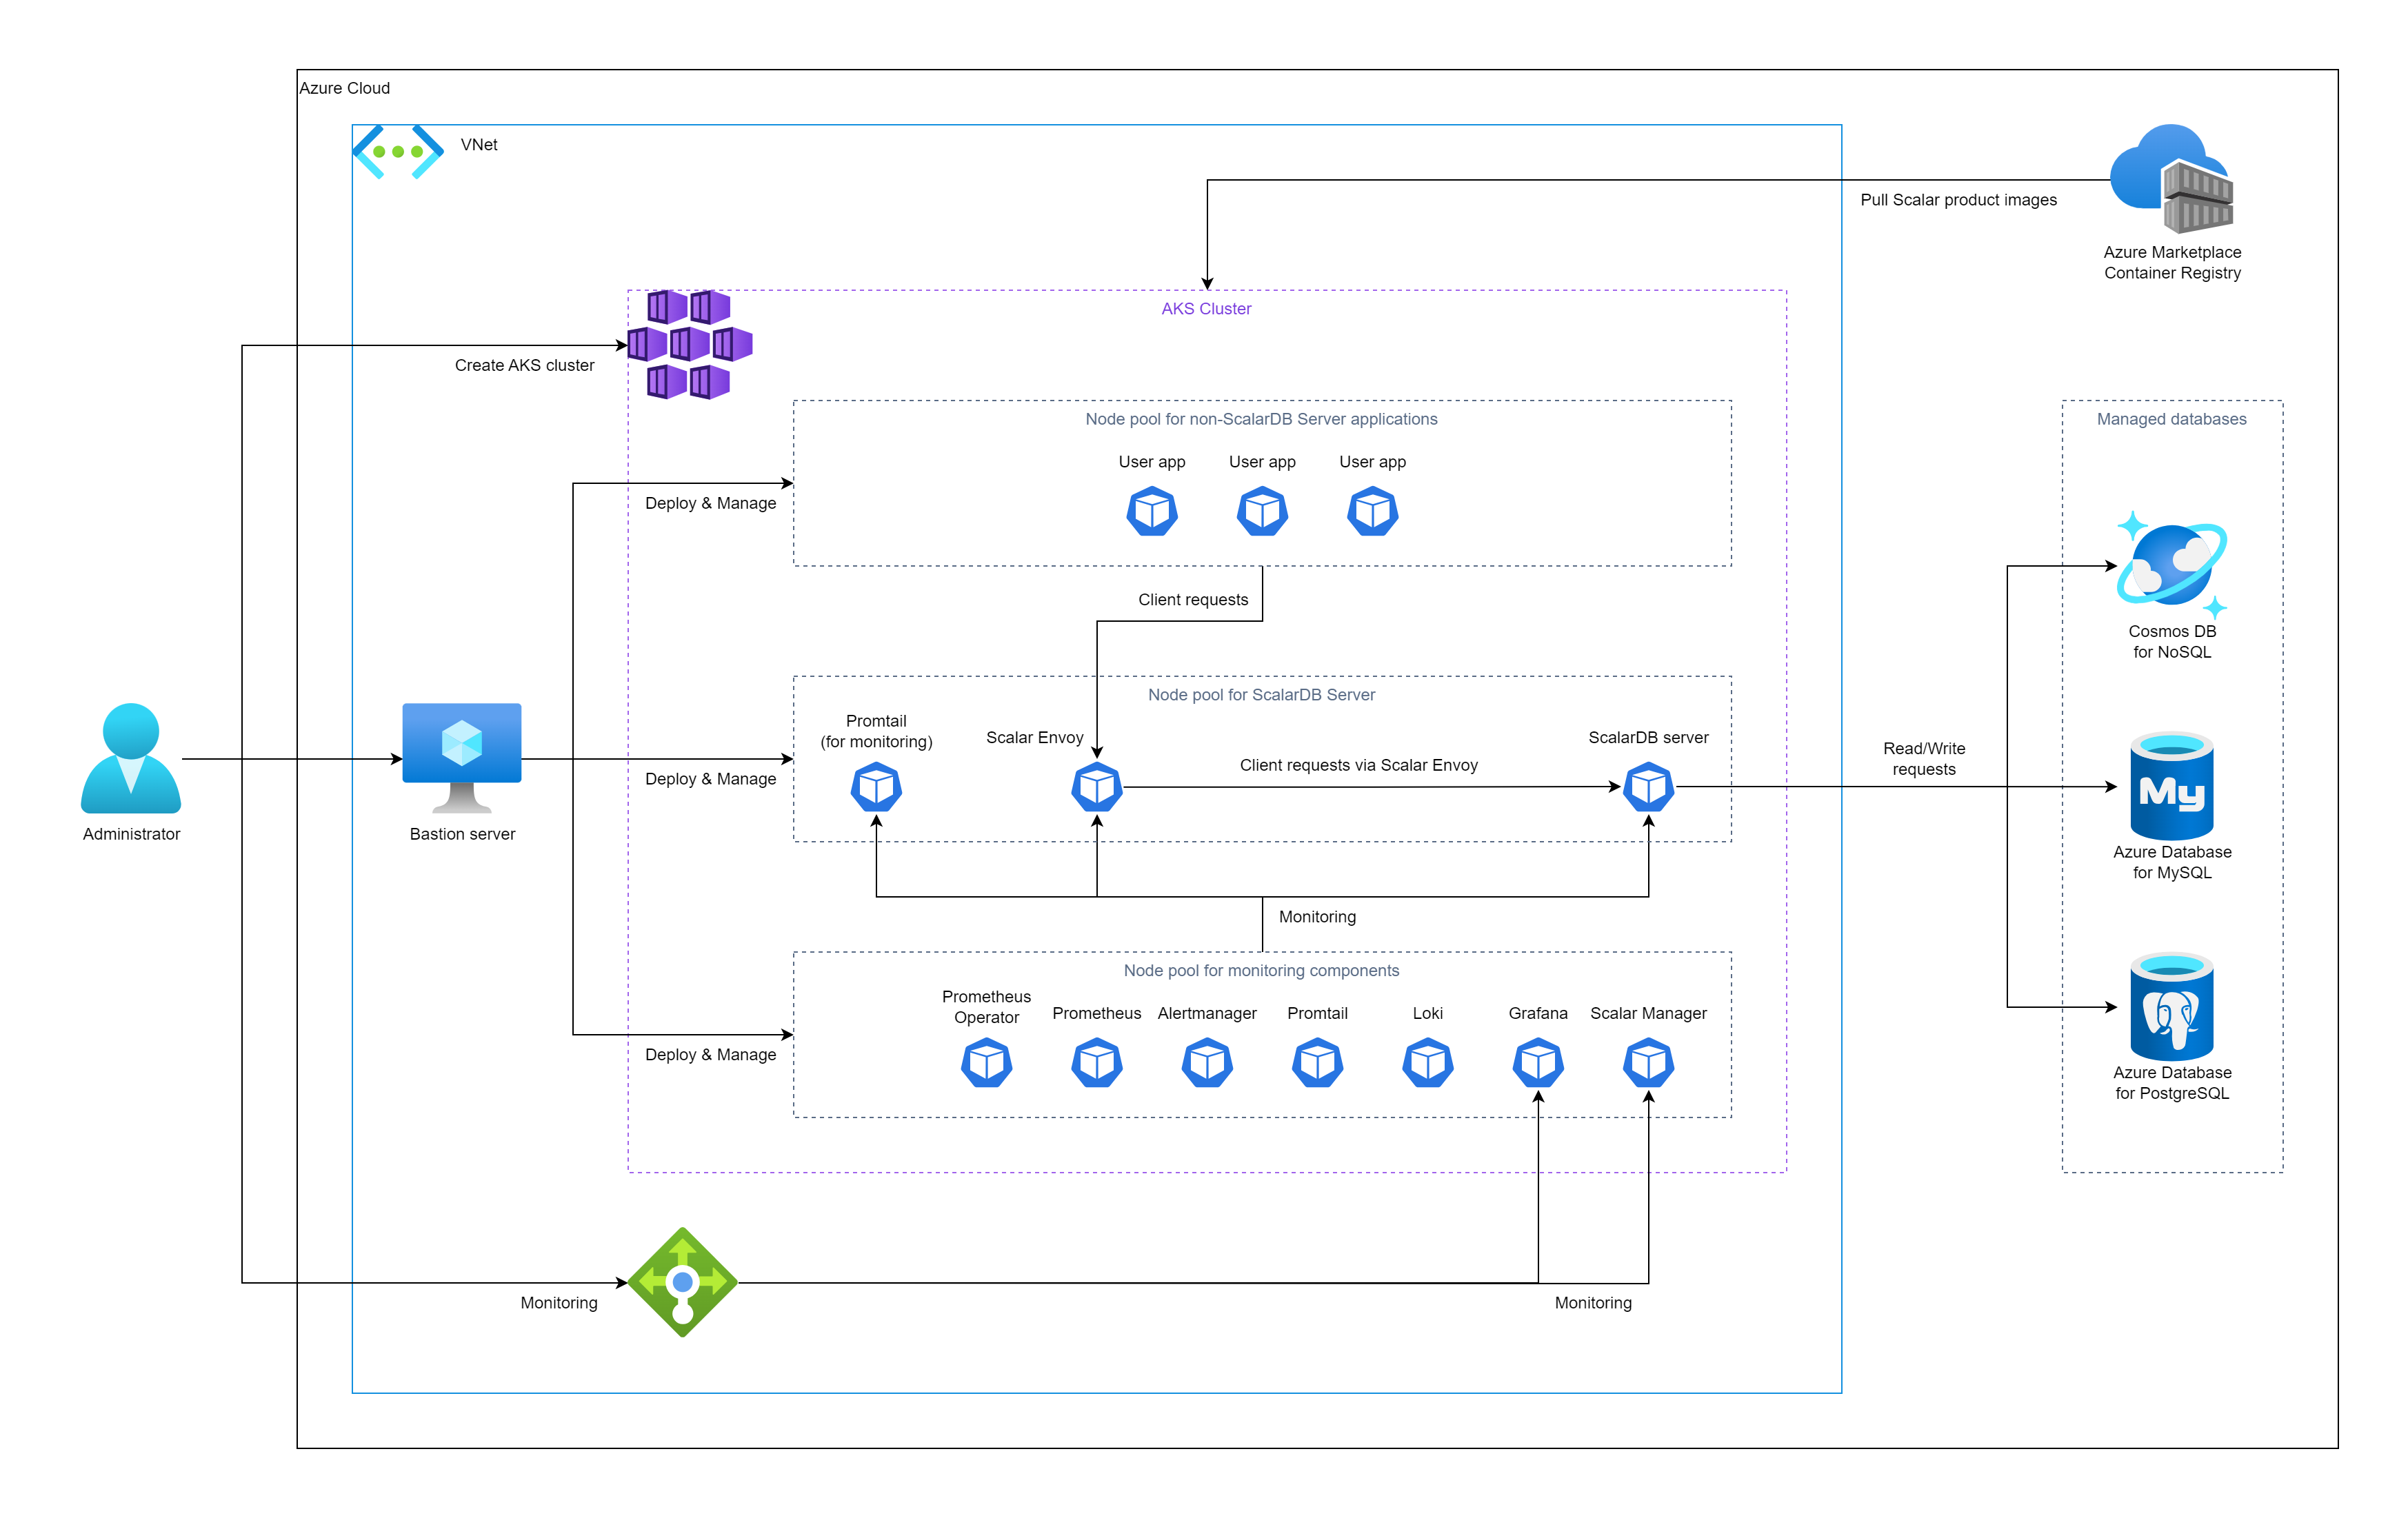 Azure Cloud
VNet
Pull Scalar product images
Azure Marketplace
Container Registry
AKS Cluster
Create AKS cluster
Node pool for non-ScalarDB Server applications
User app
User app
User app
Deploy & Manage
Managed databases
Client requests
Cosmos DB
for NoSQL
Node pool for ScalarDB Server
Promtail
(for monitoring)
Scalar Envoy
ScalarDB server
Client requests via Scalar Envoy
Deploy & Manage
Read/Write
requests
My
Administrator
Bastion server
Azure Database
for MySQL
Monitoring
Node pool for monitoring components
Prometheus
Operator
Prometheus
Alertmanager
Promtail
Loki
Grafana
Scalar Manager
Deploy & Manage
Azure Database
for PostgreSQL
Monitoring
Monitoring